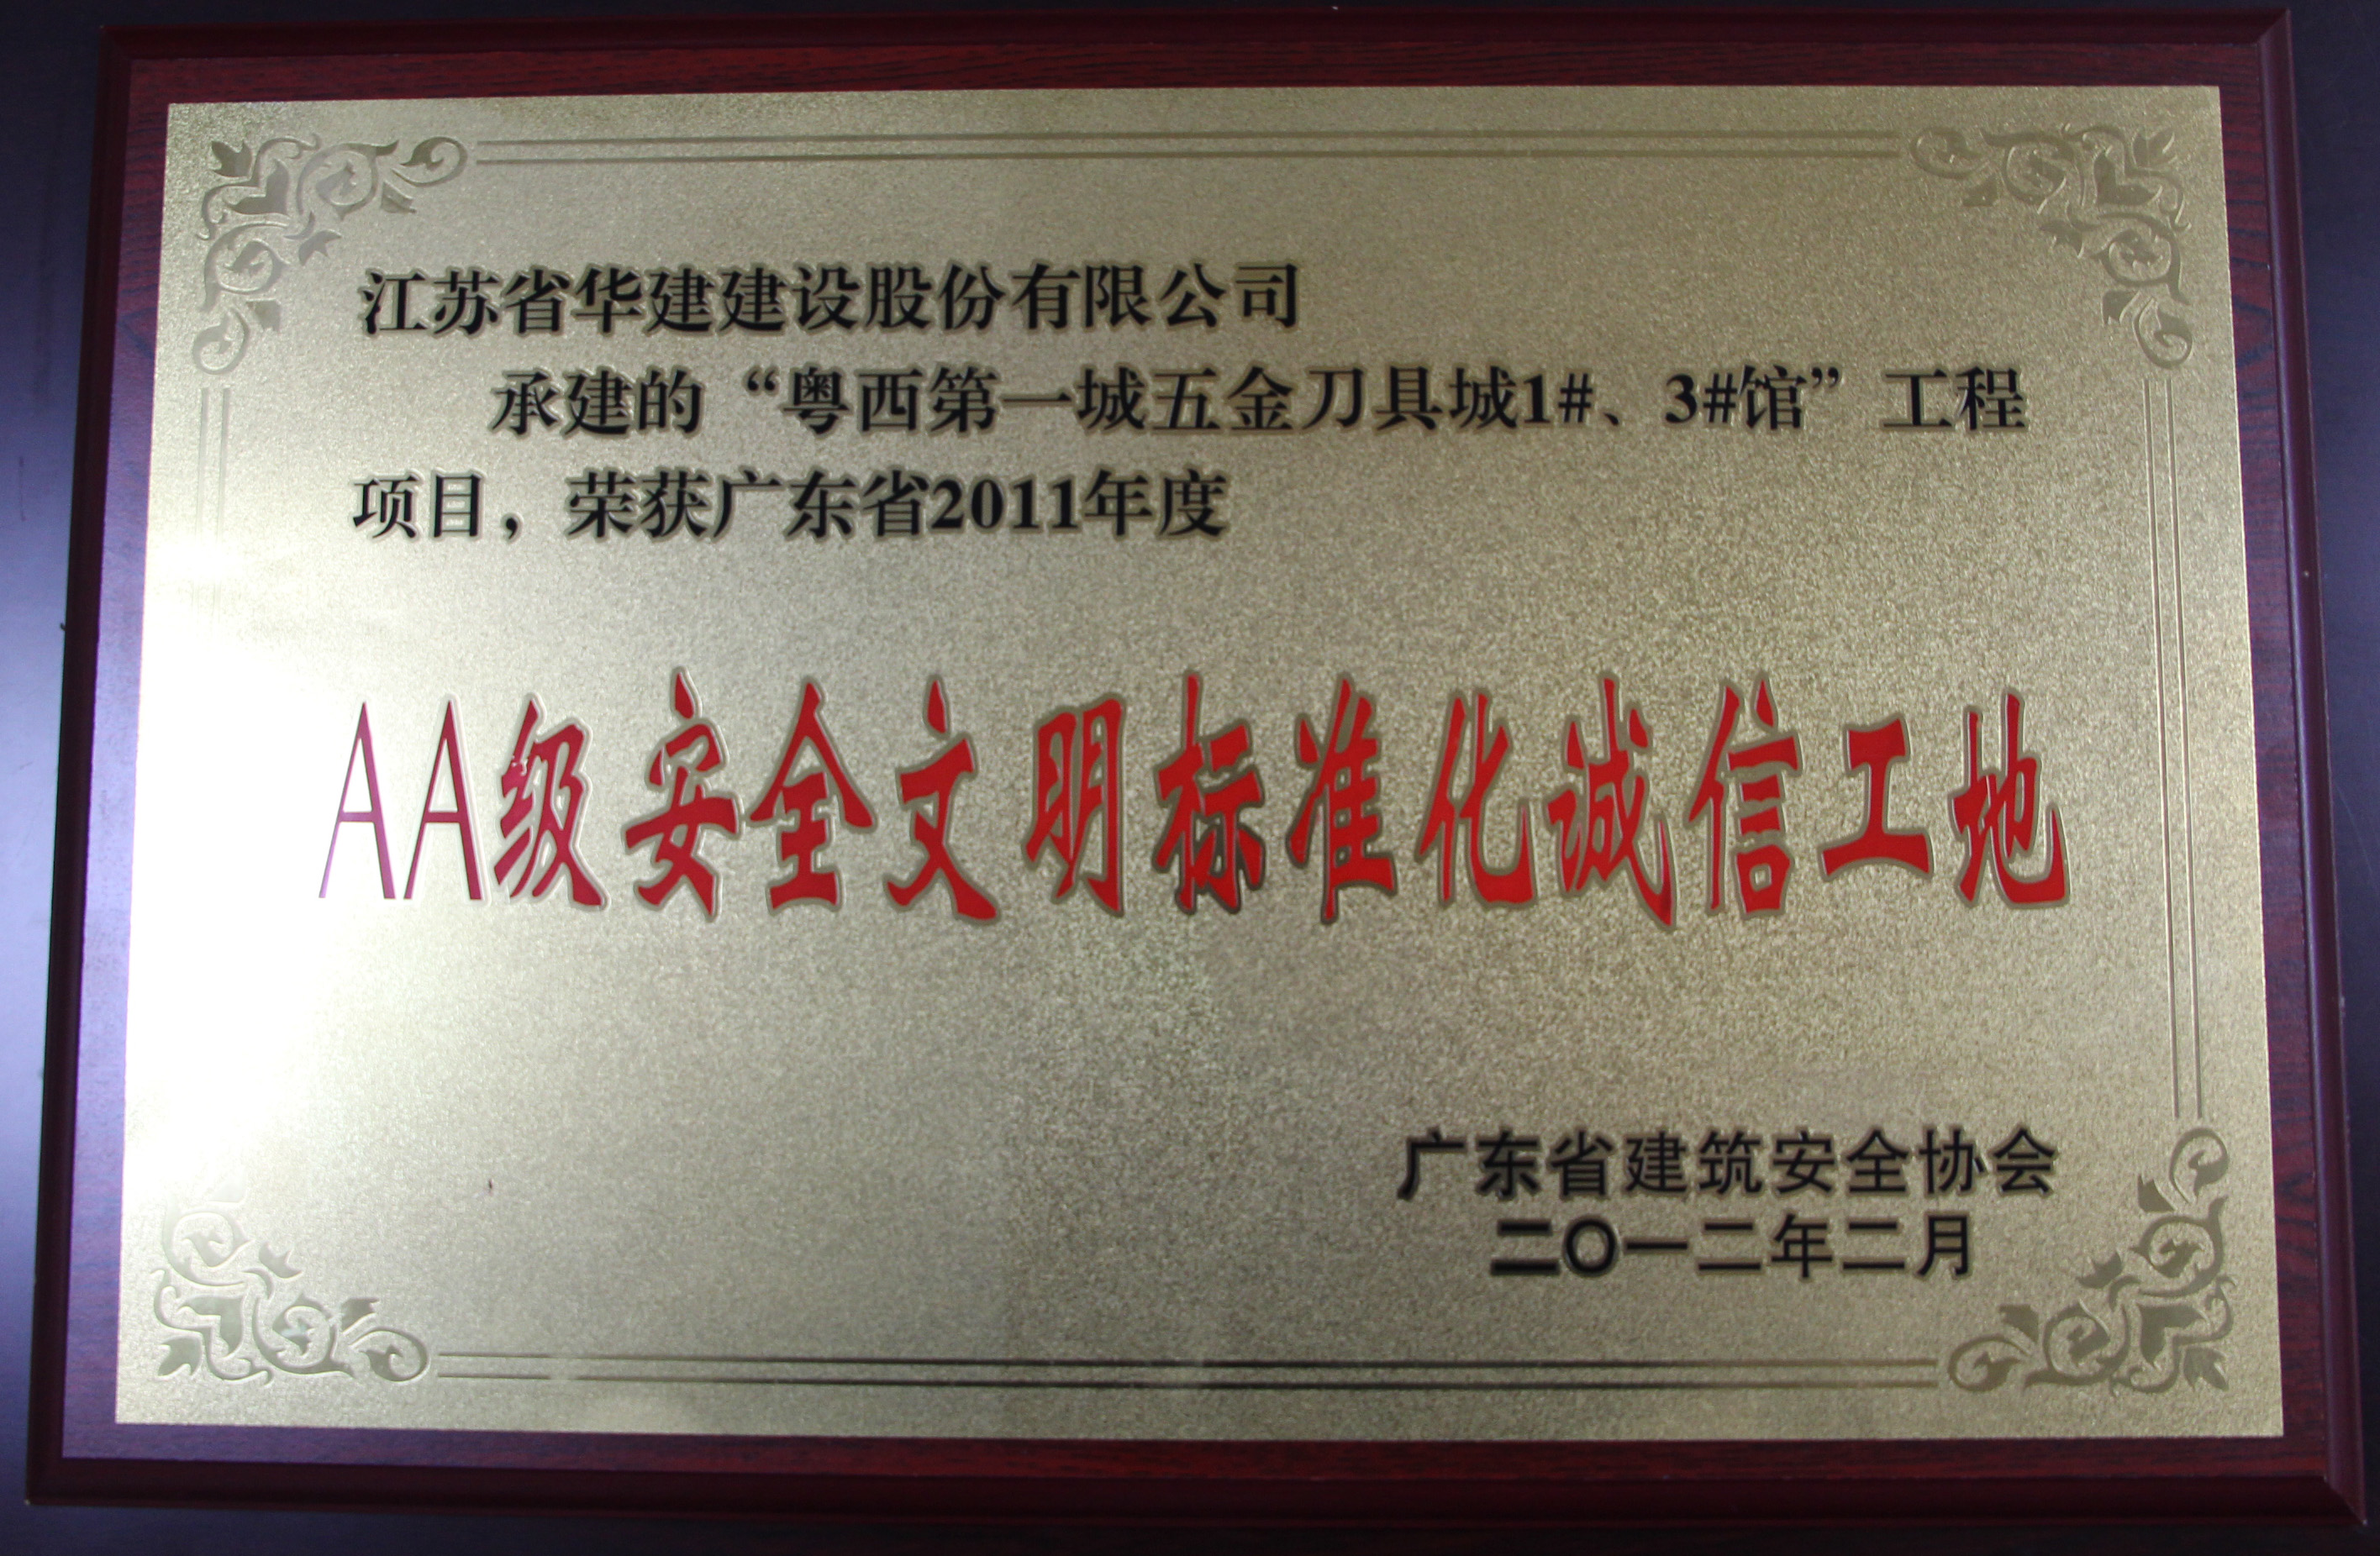 江苏省华建建设股份有限公司
承建的“粤西第一城五金刀具城1#、3#馆”工程
项目，荣获广东省2011年度
AA级安全文明标准化诚信工地
广东省建筑安全协会
二〇一二年二月